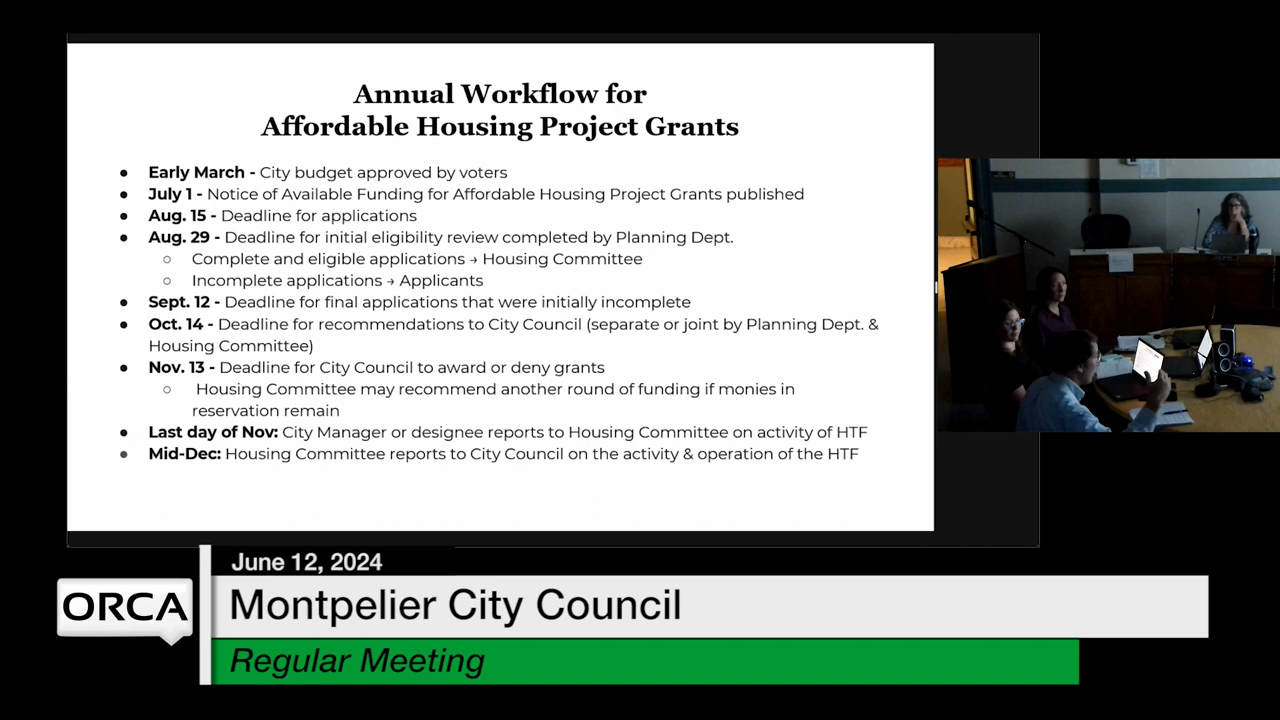 Annual Workflow for
Affordable Housing Project Grants
● Early March - City budget approved by voters
● July 1 - Notice of Available Funding for Affordable Housing Project Grants published
● Aug. 15 - Deadline for applications
● Aug. 29 - Deadline for initial eligibility review completed by Planning Dept.
○ Complete and eligible applications → Housing Committee
○ Incomplete applications → Applicants
● Sept. 12 - Deadline for final applications that were initially incomplete
● Oct. 14 - Deadline for recommendations to City Council (separate or joint by Planning Dept. &
Housing Committee)
● Nov. 13 - Deadline for City Council to award or deny grants
○ Housing Committee may recommend another round of funding if monies in
reservation remain
● Last day of Nov: City Manager or designee reports to Housing Committee on activity of HTF
● Mid-Dec: Housing Committee reports to City Council on the activity & operation of the HTF
June 12, 2024
ORCA
Montpelier City Council
Regular Meeting